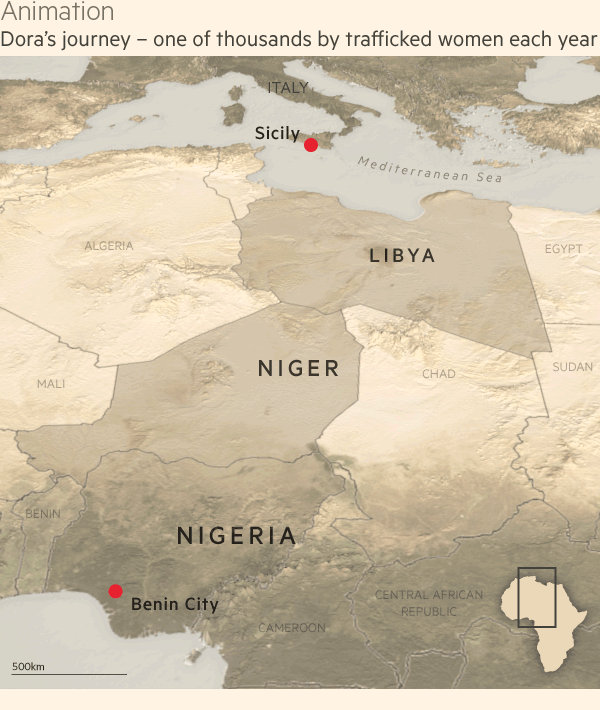 Animation
Dora’s journey – one of thousands by trafficked women each year
ITALY
Sicily
Mediterranean Sea
ALGERIA
LIBYA
EGYPT
NIGER
MALI
CHAD
SUDAN
BENIN
NIGERIA
Benin City
CENTRAL AFRICAN
REPUBLIC
CAMEROON
500km